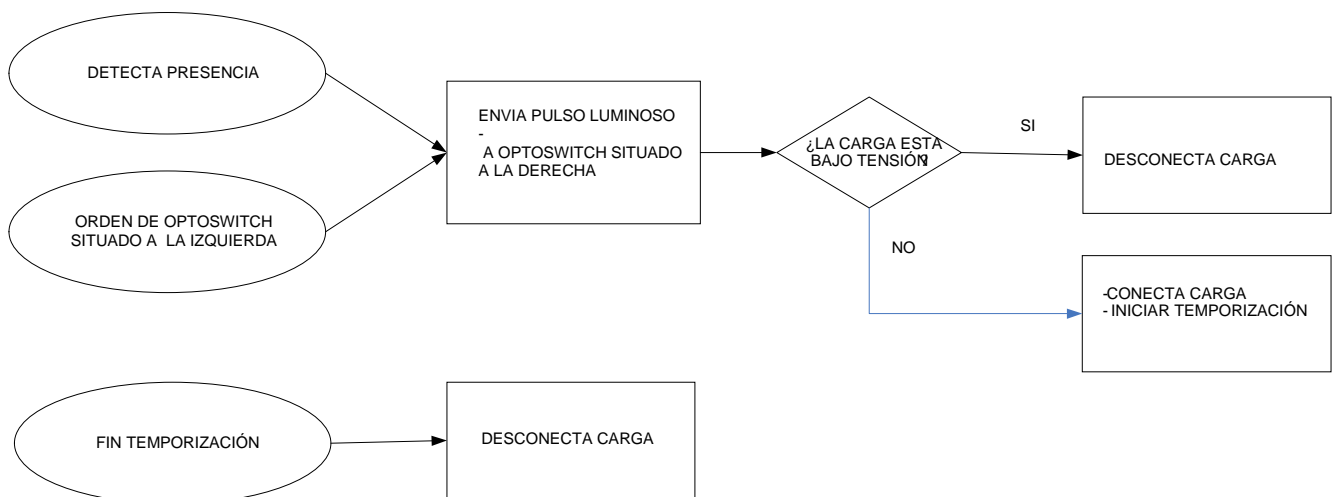 DETECTA PRESENCIA
ENVIA PULSO LUMINOSO
-
A OPTOSWITCH SITUADO
A LA DERECHA
¿LA CARGA ESTA
BAJO TENSIÓN?
SI
DESCONECTA CARGA
ORDEN DE OPTOSWITCH
SITUADO A LA IZQUIERDA
NO
-CONECTA CARGA
- INICIAR TEMPORIZACIÓN
FIN TEMPORIZACIÓN
DESCONECTA CARGA